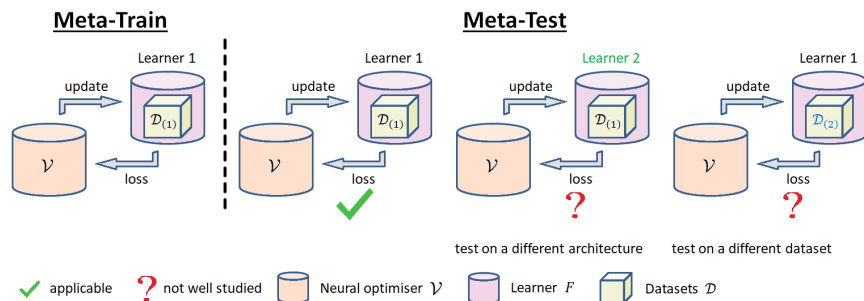 Meta-Train
Meta-Test
Learner 1
update
𝒟(1)
𝒱
loss
Learner 1
update
𝒟(1)
𝒱
loss
Learner 2
update
𝒟(1)
𝒱
loss
?
test on a different architecture
Learner 1
update
𝒟(2)
𝒱
loss
?
test on a different dataset
applicable
? not well studied
Neural optimiser 𝒱
Learner F
Datasets 𝒟